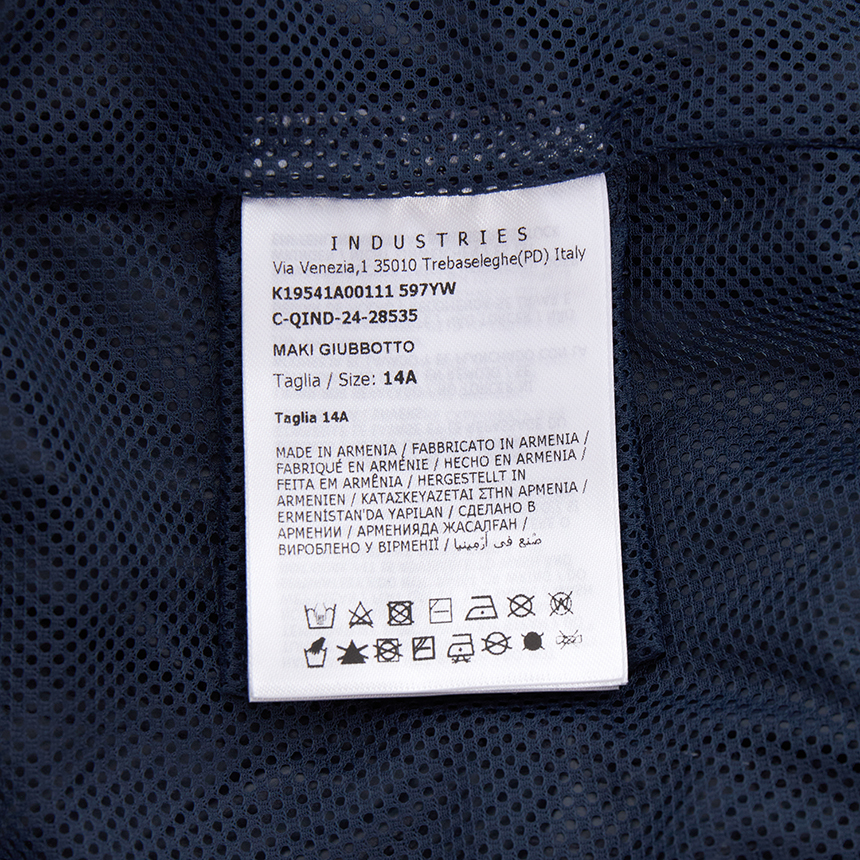 INDUSTRIES
Via Venezia,1 35010 Trebaseleghe(PD) Italy
K19541A00111 597YW
C-QIND-24-28535
MAKI GIUBBOTTO
Taglia / Size: 14A
Taglia 14A
MADE IN ARMENIA / FABBRICATO IN ARMENIA /
FABRIQUÉ EN ARMÉNIE / HECHO EN ARMENIA /
FEITA EM ARMÊNIA / HERGESTELLT IN
ARMENIEN / ΚΑΤΑΣΚΕΥΑΖΕΤΑΙ ΣΤΗΝ ΑΡΜΕΝΙΑ /
ERMENİSTAN'DA YAPILAN / СДЕЛАНО В
АРМЕНИИ / АРМЕНИЯДА ЖАСАЛҒАН /
ВИРОБЛЕНО У ВІРМЕНІЇ / صُنع في أرمينيا